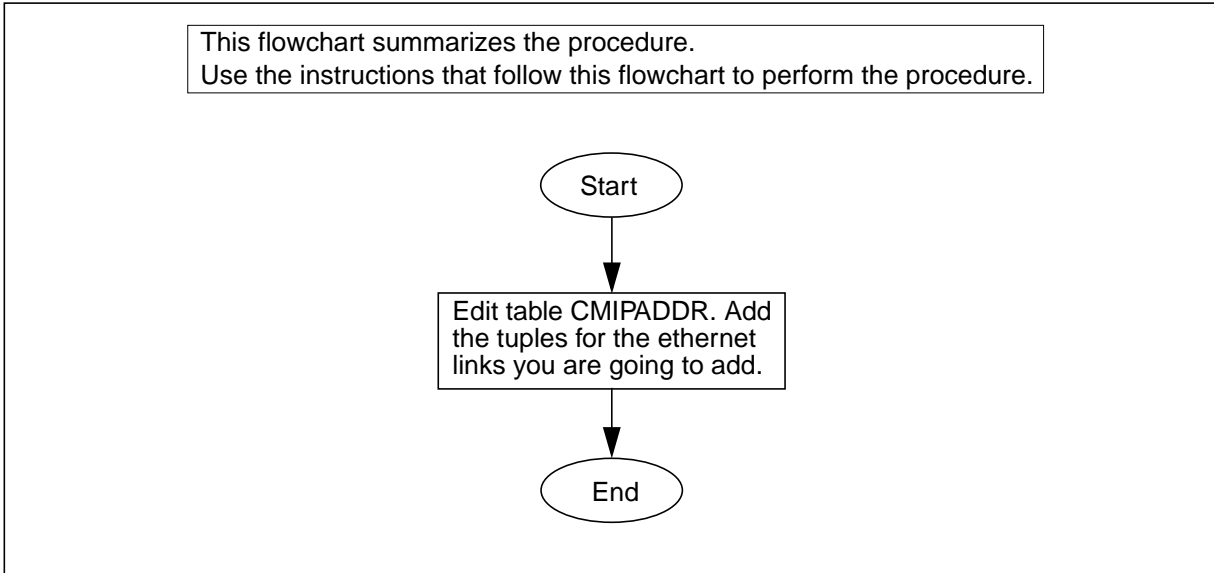 This flowchart summarizes the procedure.
Use the instructions that follow this flowchart to perform the procedure.
Start
Edit table CMIPADDR. Add
the tuples for the ethernet
links you are going to add.
End